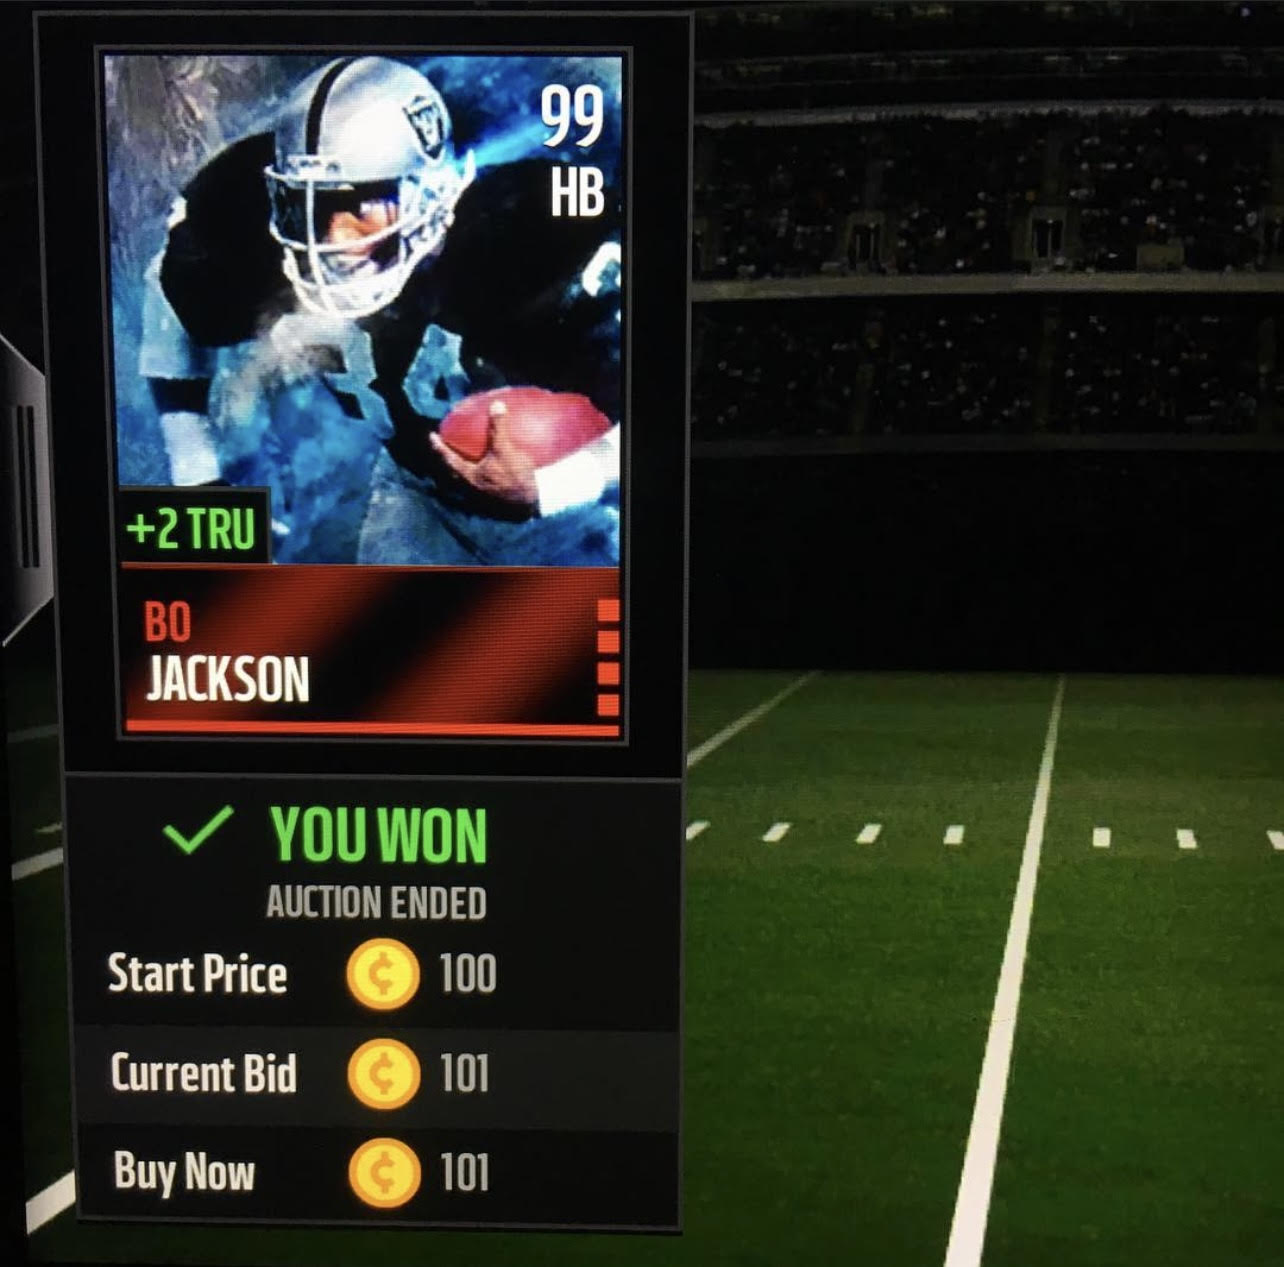 99
HB
34
+2 TRU
BO
JACKSON
YOU WON
AUCTION ENDED
Start Price 100
Current Bid 101
Buy Now 101